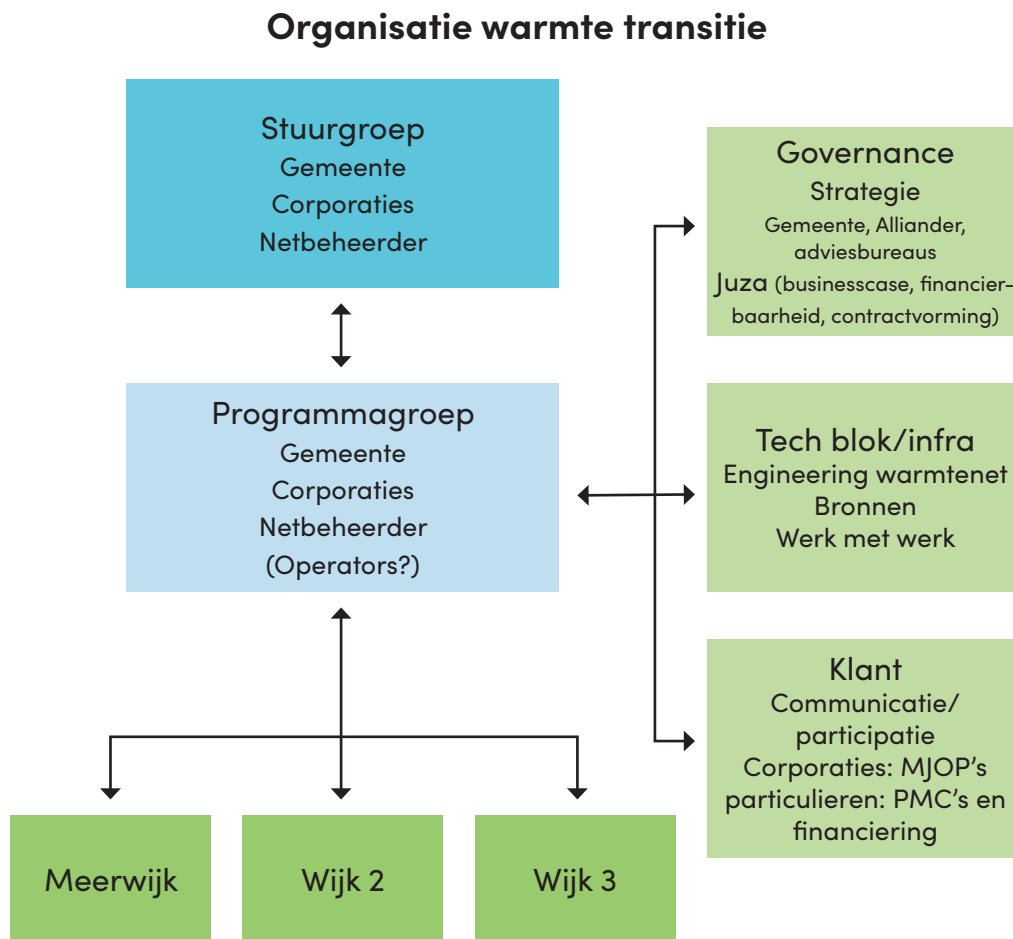 Organisatie warmte transitie
Stuurgroep
Gemeente
Corporaties
Netbeheerder
Programmagroep
Gemeente
Corporaties
Netbeheerder
(Operators?)
Meerwijk
Wijk 2
Wijk 3
Governance
Strategie
Gemeente, Alliander,
adviesbureaus
Juza (businesscase, financier-
baarheid, contractvorming)
Tech blok/infra
Engineering warmtenet
Bronnen
Werk met werk
Klant
Communicatie/
participatie
Corporaties: MJOP’s
particulieren: PMC’s en
financiering